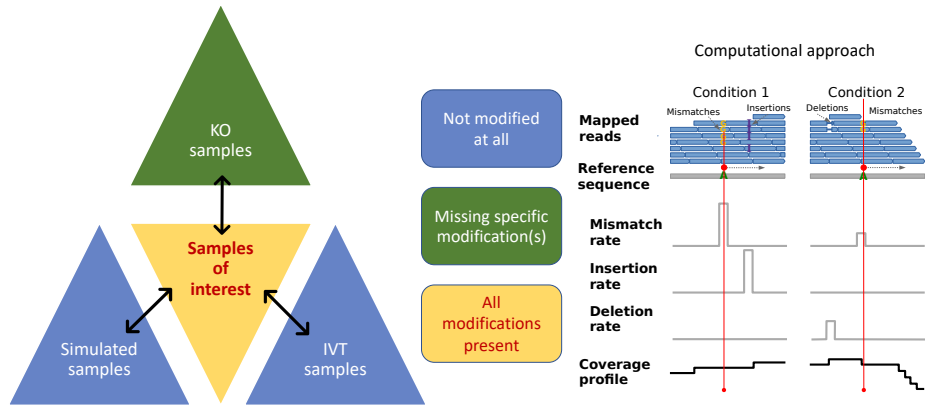 KO
samples
Samples
of
interest
Simulated
samples
IVT
samples
Not modified
at all
Missing specific
modification(s)
All
modifications
present
Computational approach
Condition 1
Condition 2
Mismatches
Insertions
Deletions
Mismatches
Mapped
reads
Reference
sequence
A
A
Mismatch
rate
Insertion
rate
Deletion
rate
Coverage
profile